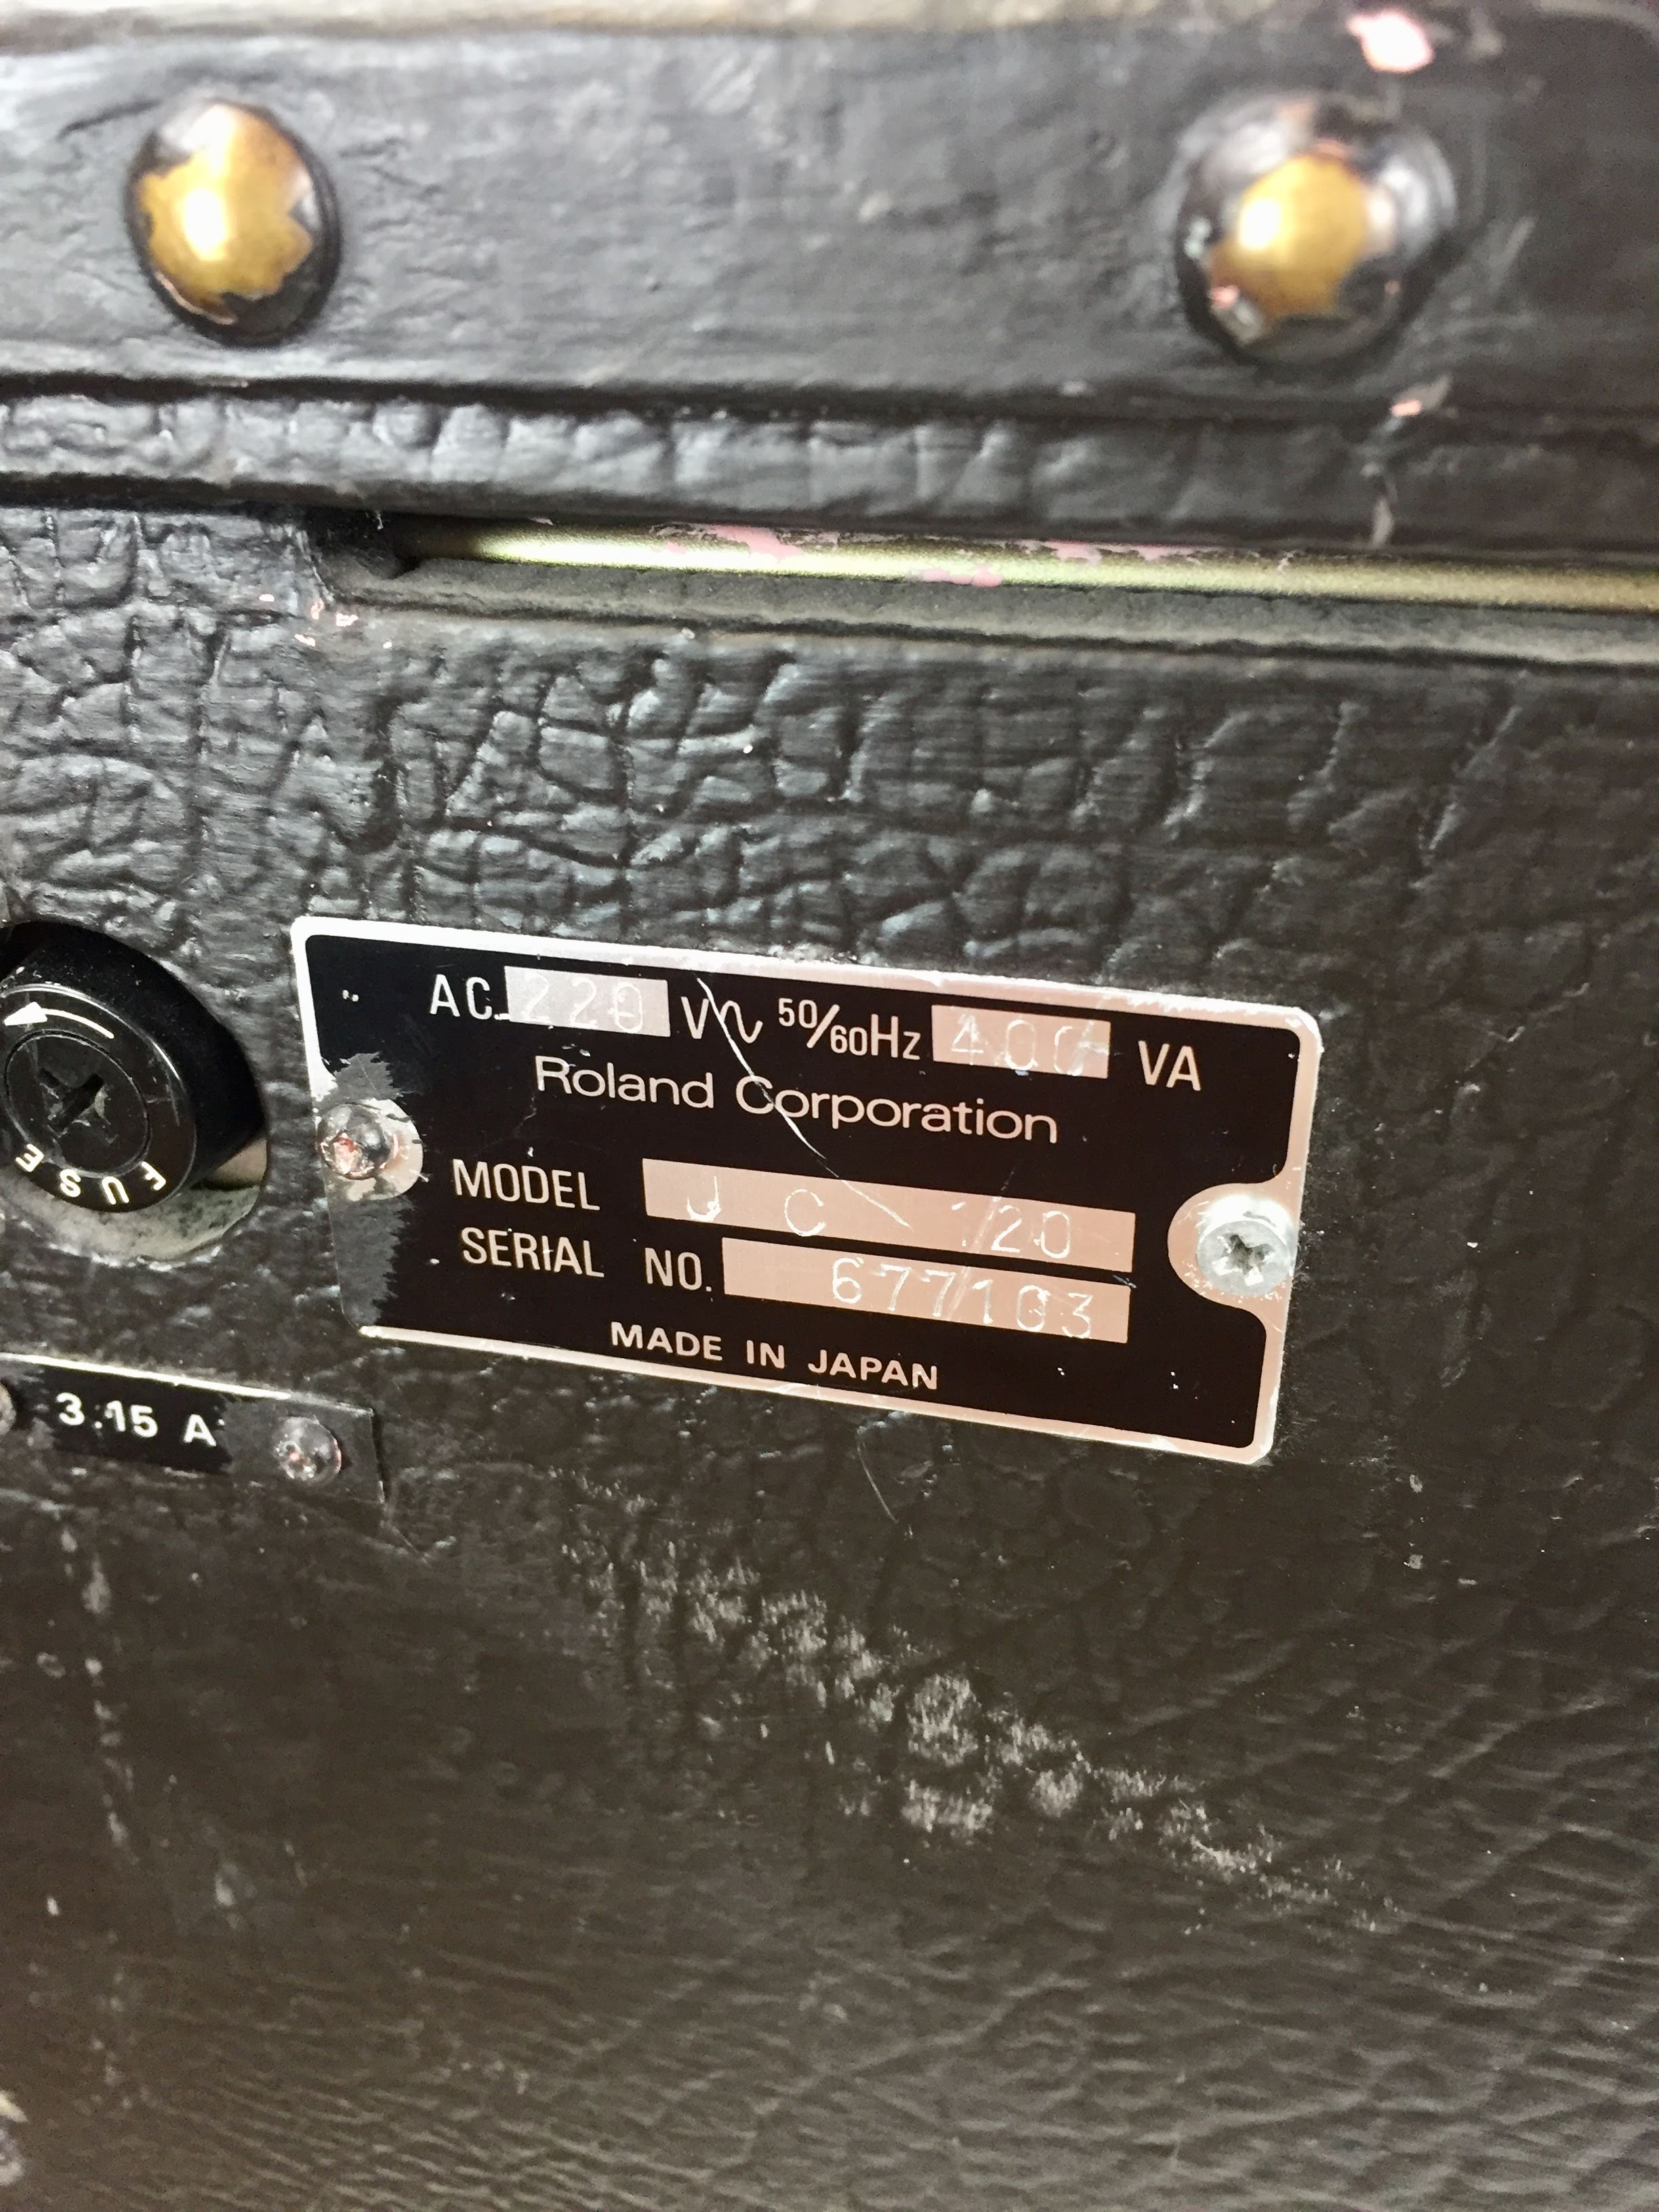 AC 220 V∿ 50/60Hz 400 VA
Roland Corporation
MODEL JC 120
SERIAL NO. 677103
MADE IN JAPAN
FUSE
3.15 A